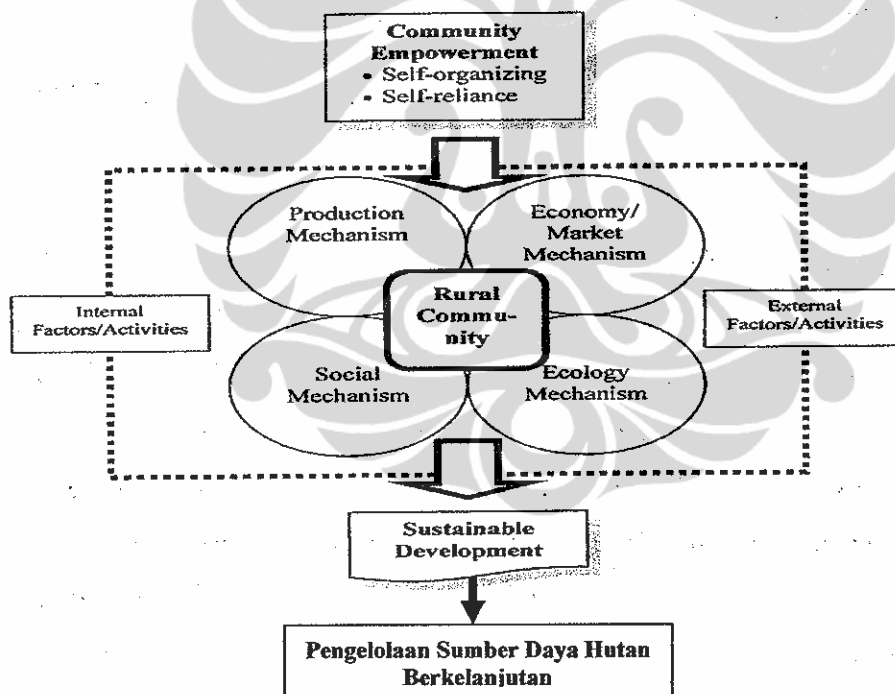 Community
Empowerment
• Self-organizing
• Self-reliance
Production
Mechanism
Economy/
Market
Mechanism
Internal
Factors/Activities
Rural
Commu-
nity
External
Factors/Activities
Social
Mechanism
Ecology
Mechanism
Sustainable
Development
Pengelolaan Sumber Daya Hutan
Berkelanjutan